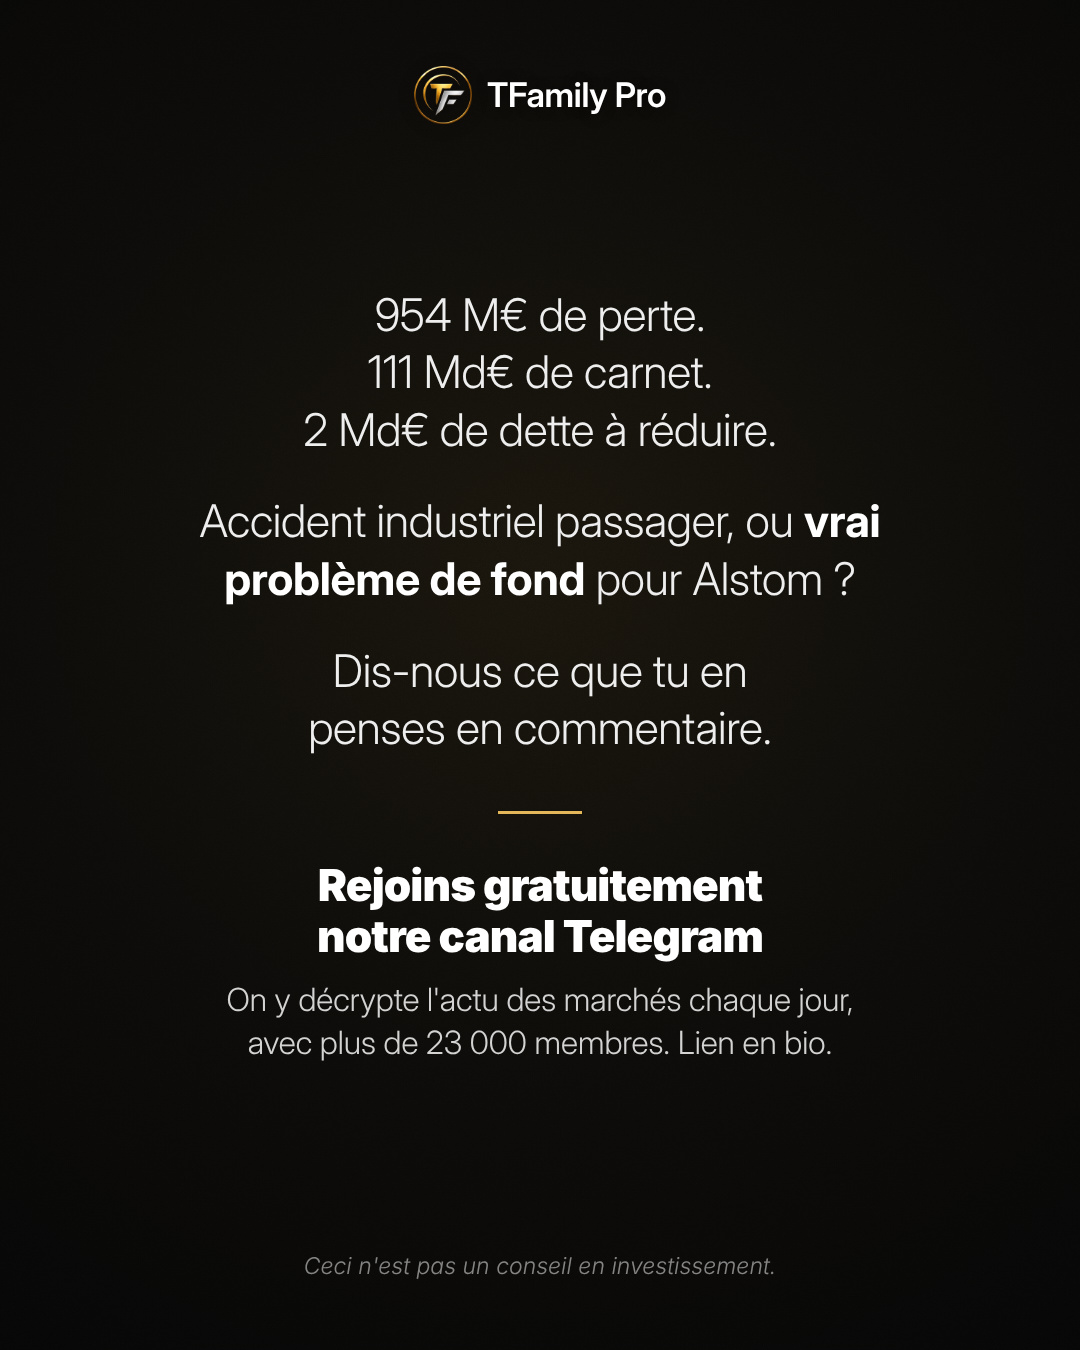 TF TFamily Pro
954 M€ de perte.
111 Md€ de carnet.
2 Md€ de dette à réduire.
Accident industriel passager, ou vrai
problème de fond pour Alstom ?
Dis-nous ce que tu en
penses en commentaire.
Rejoins gratuitement
notre canal Telegram
On y décrypte l'actu des marchés chaque jour,
avec plus de 23 000 membres. Lien en bio.
Ceci n'est pas un conseil en investissement.